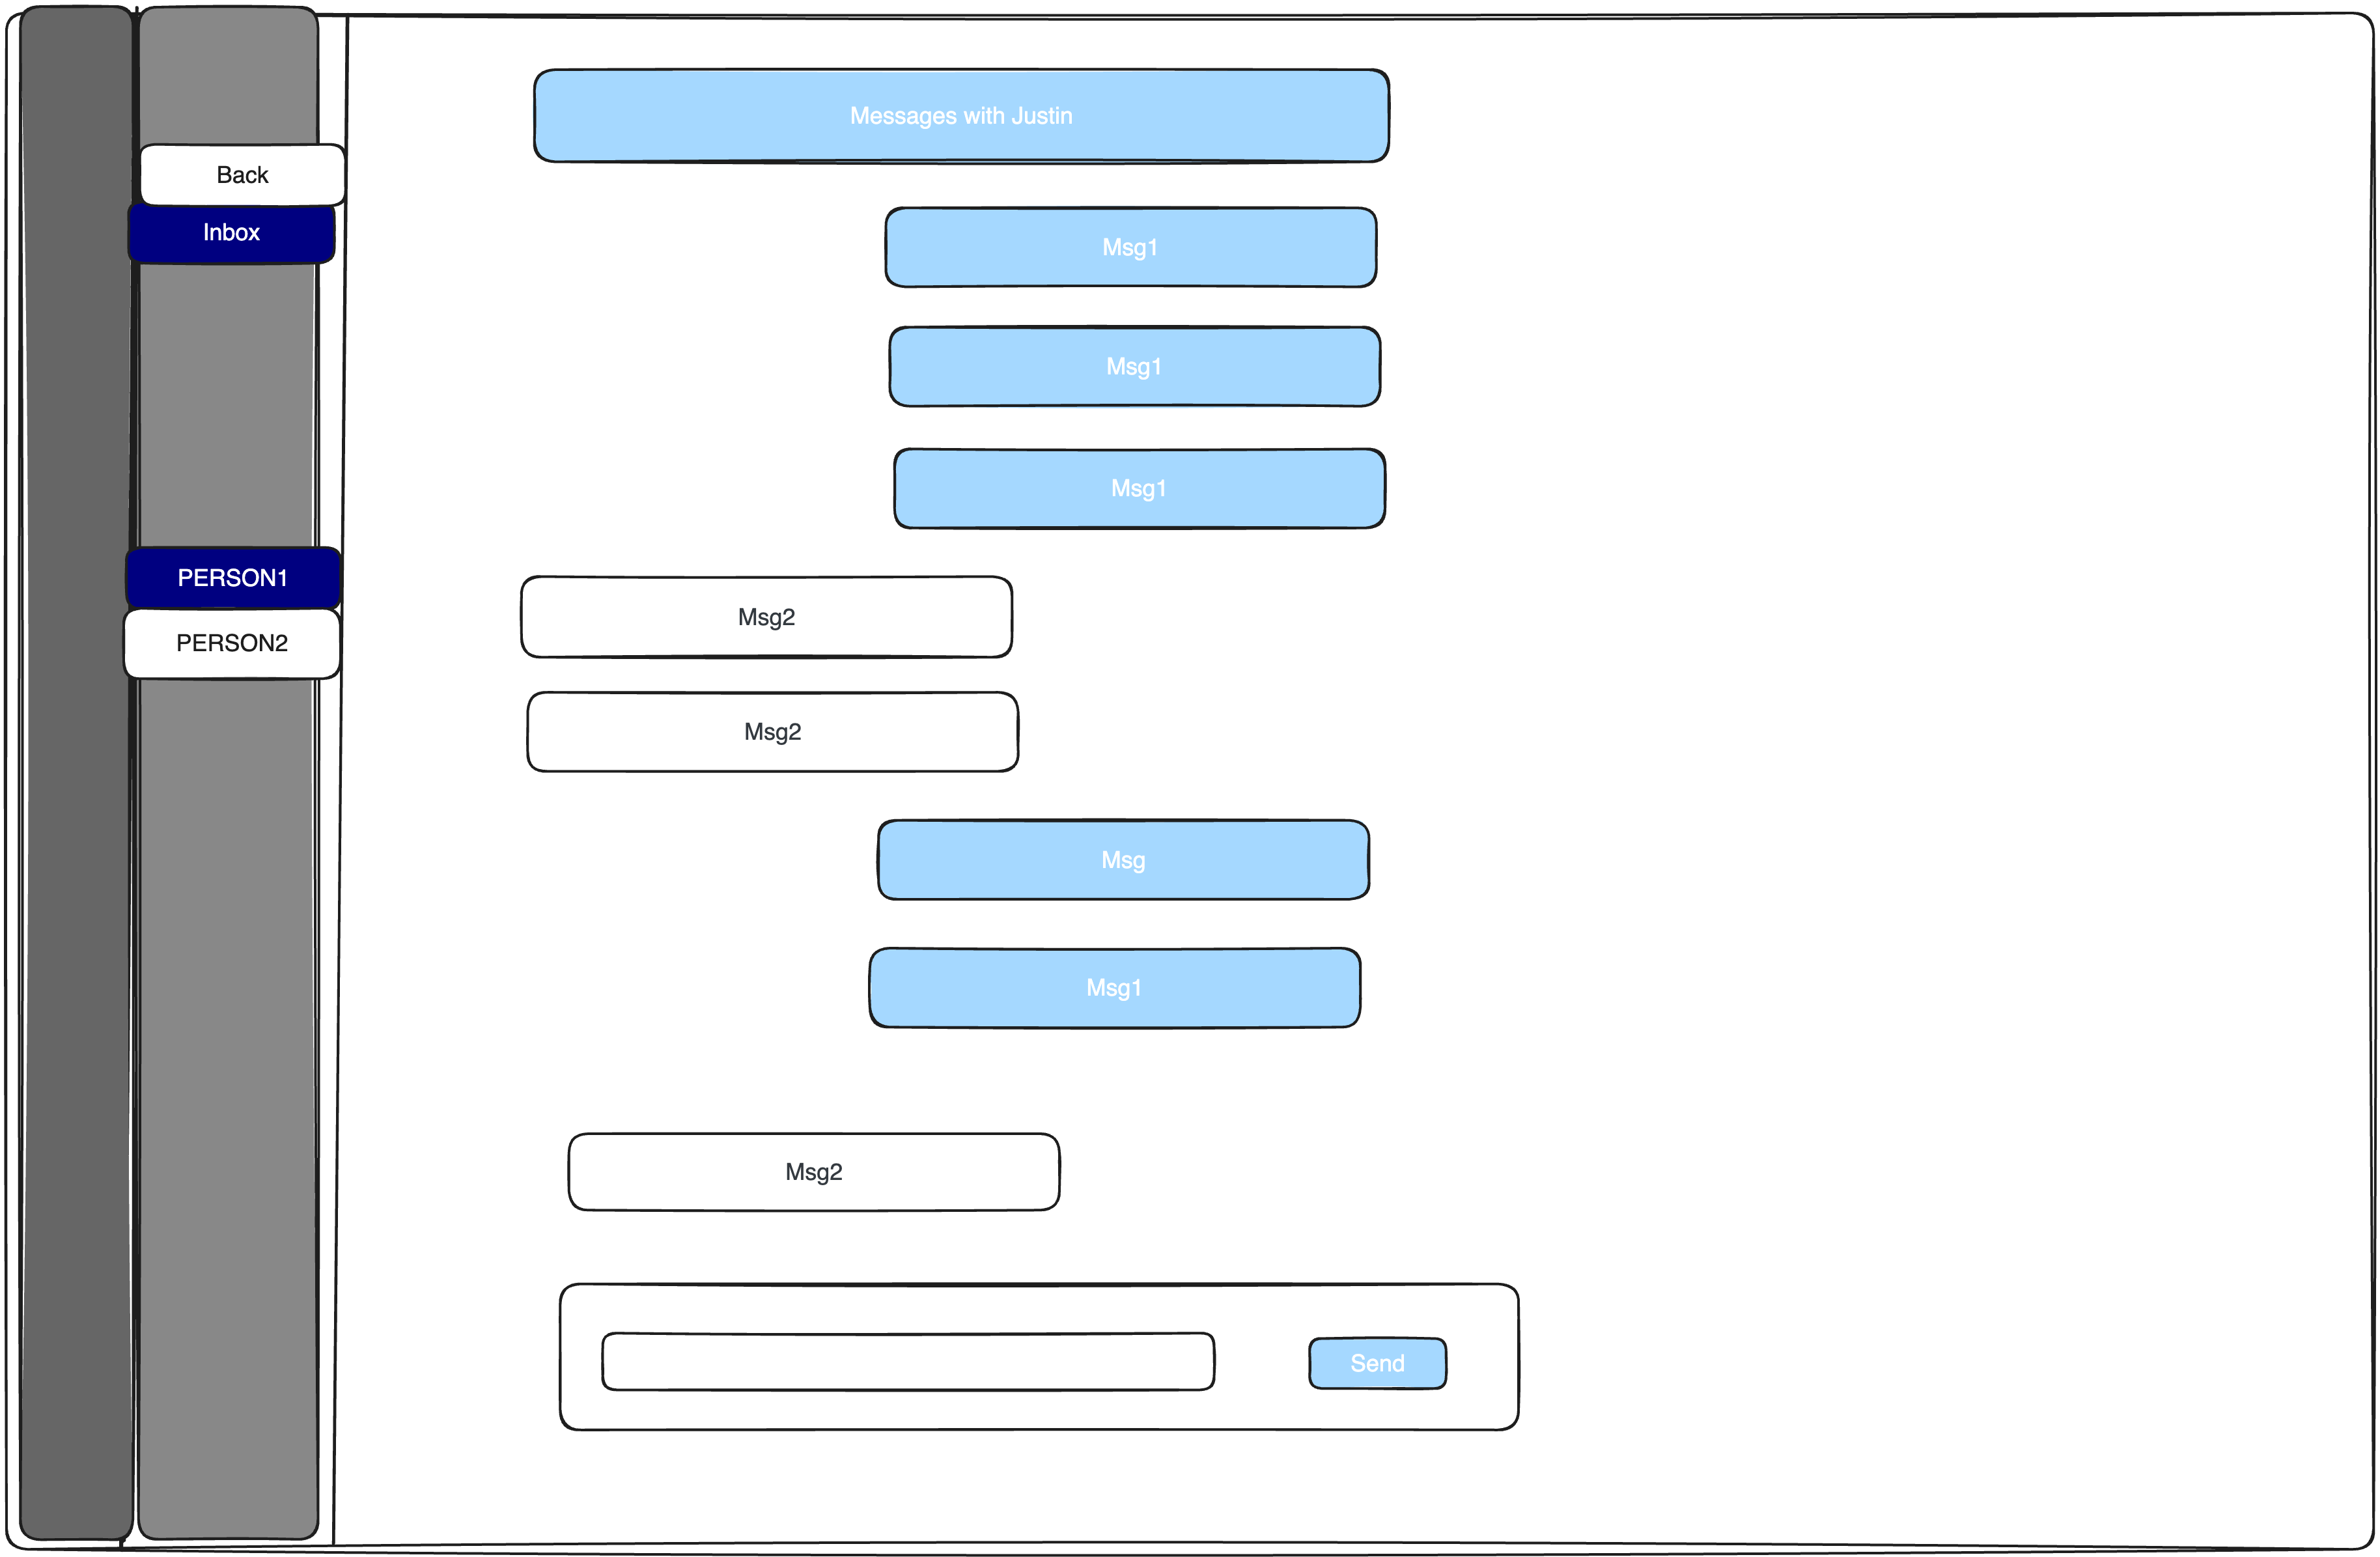 Messages with Justin
Back
Inbox
Msg1
Msg1
Msg1
PERSON1
PERSON2
Msg2
Msg2
Msg
Msg1
Msg2
Send